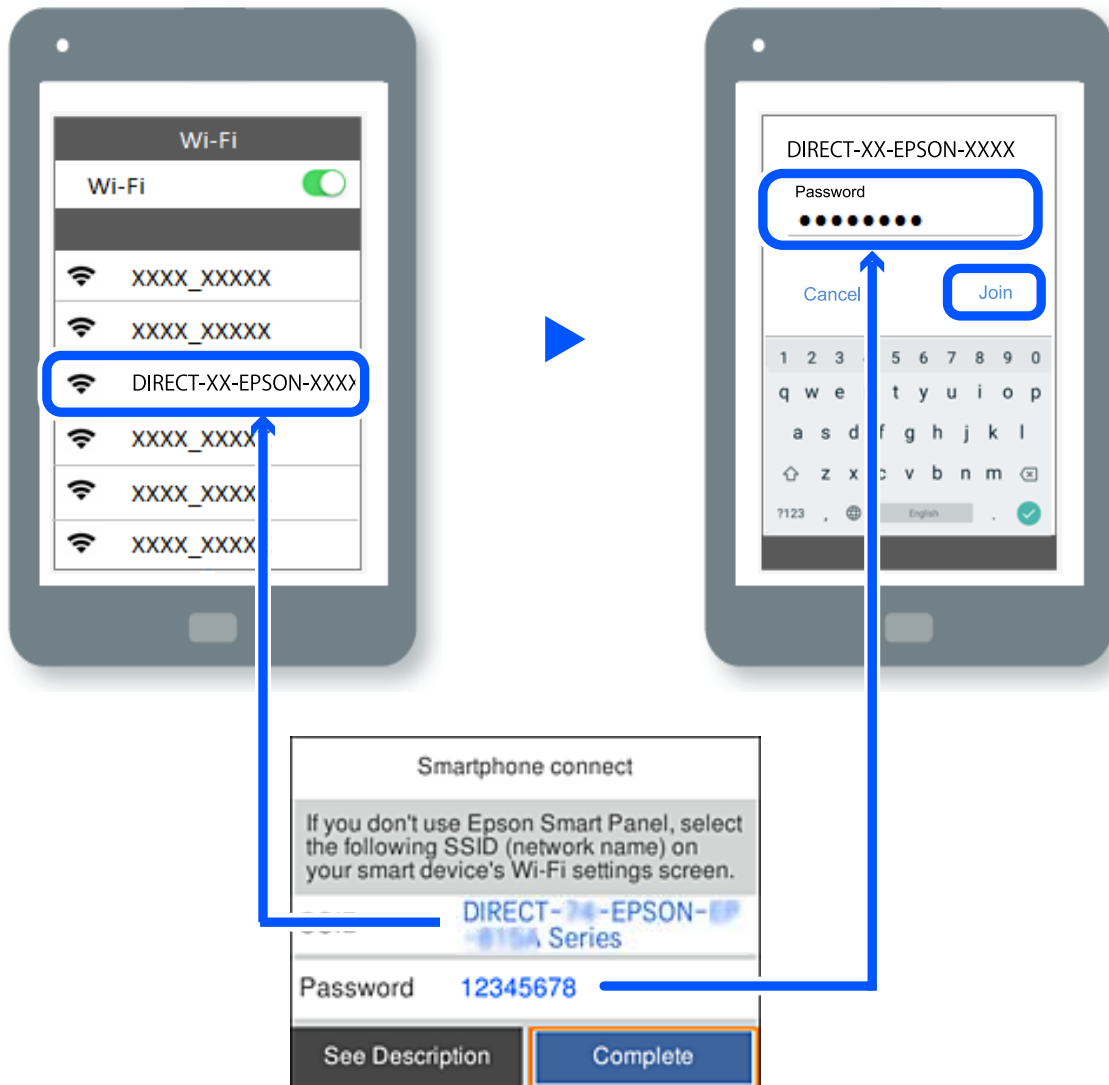 Wi-Fi
Wi-Fi
XXXX_XXXXX
XXXX_XXXXX
DIRECT-XX-EPSON-XXXX
XXXX_XXXX
XXXX_XXXX
XXXX_XXXX
DIRECT-XX-EPSON-XXXX
Password
●●●●●●●●
Cancel
Join
1 2 3 5 6 7 8 9 0
q w e t y u i o p
a s d f g h j k l
z x c v b n m
?123 , English .
Smartphone connect
If you don't use Epson Smart Panel, select
the following SSID (network name) on
your smart device's Wi-Fi settings screen.
DIRECT- -EPSON-
Series
Password 12345678
See Description
Complete